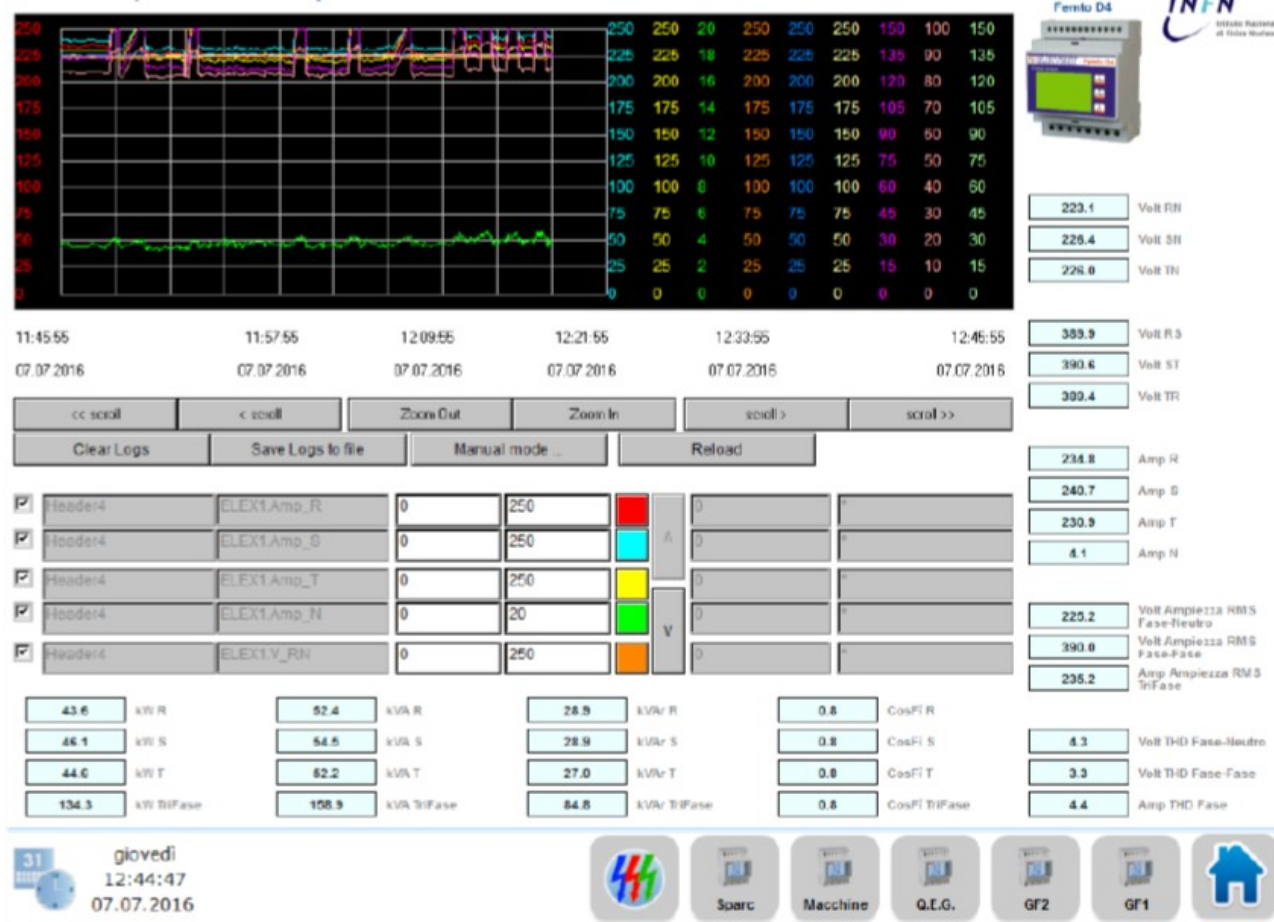 Femto D4
INFN
Istituto Nazionale
di Fisica Nucleare
250 250 250 20 250 250 250 150 100 150
225 225 225 18 225 225 225 135 90 135
200 200 200 16 200 200 200 120 80 120
175 175 175 14 175 175 175 105 70 105
150 150 150 12 150 150 150 90 60 90
125 125 125 10 125 125 125 75 50 75
100 100 100 8 100 100 100 60 40 60
75 75 75 6 75 75 75 45 30 45
50 50 50 4 50 50 50 30 20 30
25 25 25 2 25 25 25 15 10 15
0 0 0 0 0 0 0 0 0 0
223.1 Volt RN
226.4 Volt SN
226.0 Volt TN
11:45:55 11:57:55 12:09:55 12:21:55 12:33:55 12:45:55
07.07.2016 07.07.2016 07.07.2016 07.07.2016 07.07.2016 07.07.2016
389.9 Volt RS
390.6 Volt ST
389.4 Volt TR
<< scroll < scroll Zoom Out Zoom In scroll > scroll >>
Clear Logs Save Logs to file Manual mode ... Reload
234.8 Amp R
240.7 Amp S
230.9 Amp T
4.1 Amp N
Header4 ELEX1.Amp_R 0 250 0 *
Header4 ELEX1.Amp_S 0 250 0 *
Header4 ELEX1.Amp_T 0 250 0 *
Header4 ELEX1.Amp_N 0 20 0 *
Header4 ELEX1.V_RN 0 250 0 *
225.2 Volt Ampiezza RMS
Fase-Neutro
390.0 Volt Ampiezza RMS
Fase-Fase
235.2 Amp Ampiezza RMS
TriFase
43.6 kW R 52.4 kVA R 28.9 kVAr R 0.8 CosFi R
46.1 kW S 54.5 kVA S 28.9 kVAr S 0.8 CosFi S
44.6 kW T 52.2 kVA T 27.0 kVAr T CosFi T
134.3 kW TriFase 158.9 kVA TriFase 84.8 kVAr TriFase 0.8 CosFi TriFase
4.3 Volt THD Fase-Neutro
3.3 Volt THD Fase-Fase
4.4 Amp THD Fase
31
giovedì
12:44:47
07.07.2016
Sparc Macchine Q.E.G. GF2 GF1